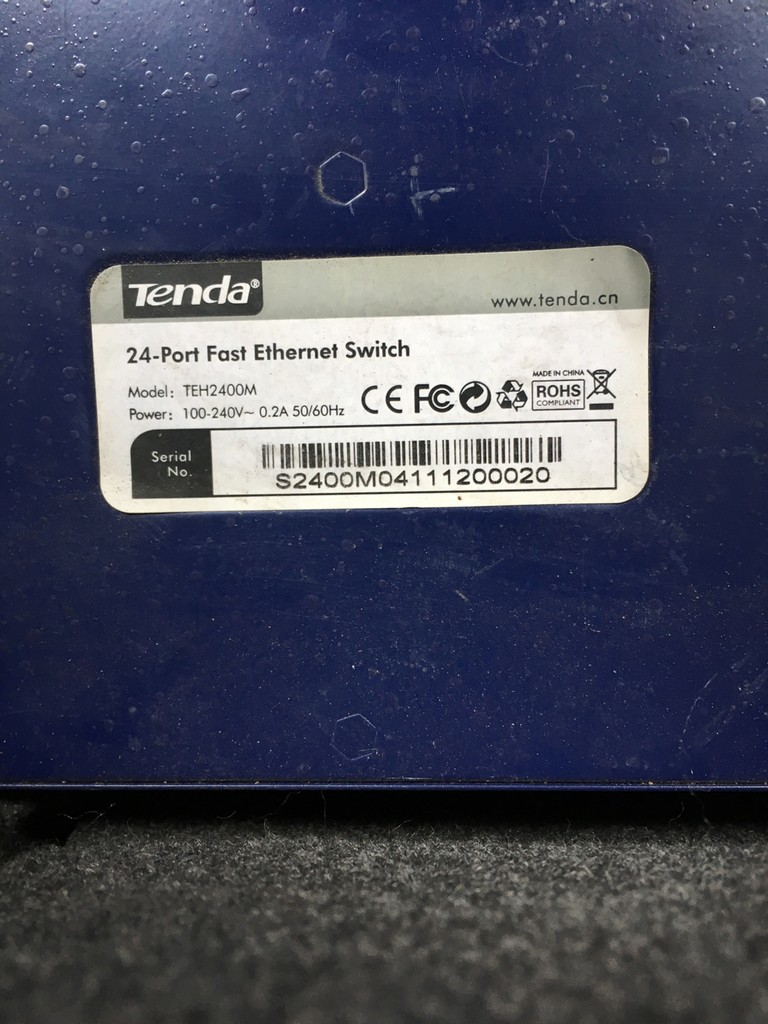 Tenda®
www.tenda.cn
24-Port Fast Ethernet Switch
Model: TEH2400M
Power: 100-240V~ 0.2A 50/60Hz
CE FC
MADE IN CHINA
ROHS
COMPLIANT
Serial No.
S2400M04111200020